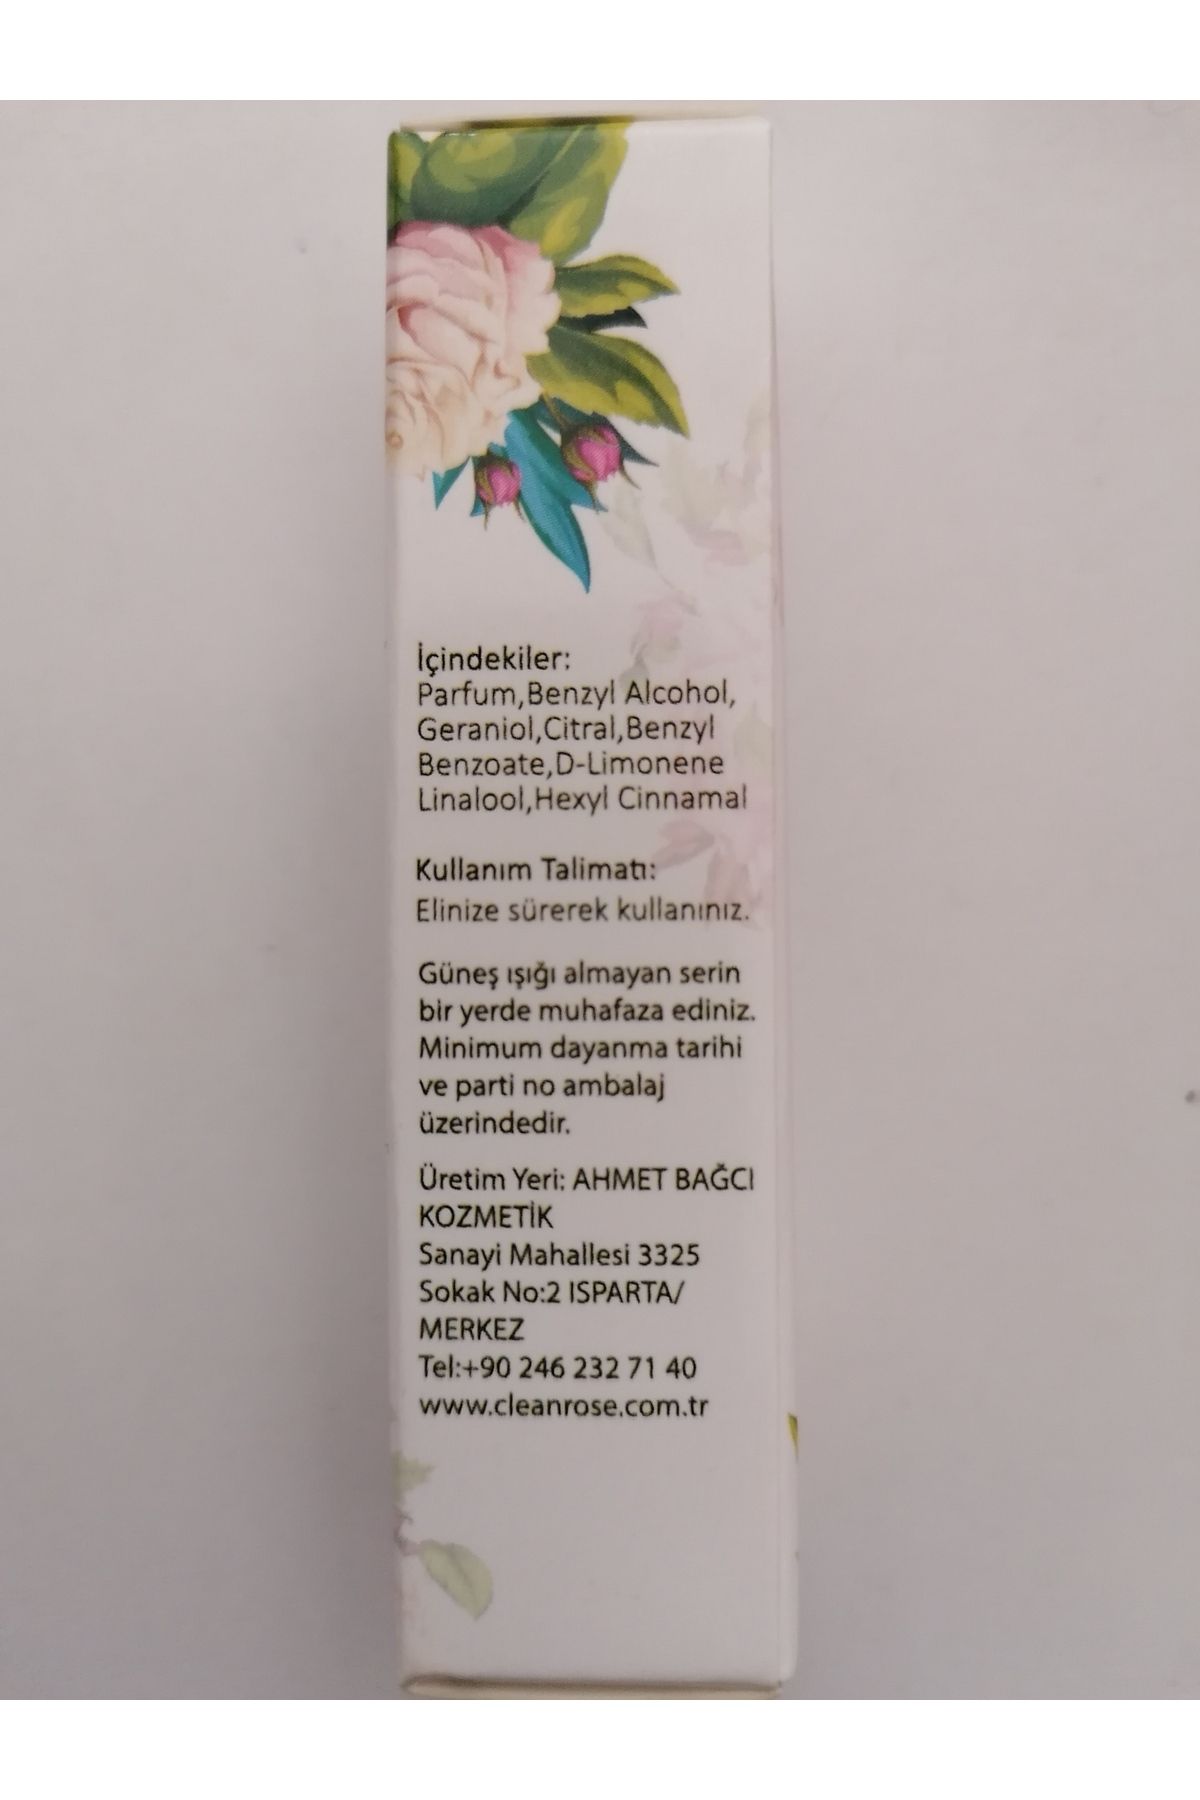 İçindekiler:
Parfum,Benzyl Alcohol,
Geraniol,Citral,Benzyl
Benzoate,D-Limonene
Linalool,Hexyl Cinnamal
Kullanım Talimatı:
Elinize sürerek kullanınız.
Güneş ışığı almayan serin
bir yerde muhafaza ediniz.
Minimum dayanma tarihi
ve parti no ambalaj
üzerindedir.
Üretim Yeri: AHMET BAĞCI
KOZMETİK
Sanayi Mahallesi 3325
Sokak No:2 ISPARTA/
MERKEZ
Tel:+90 246 232 71 40
www.cleanrose.com.tr